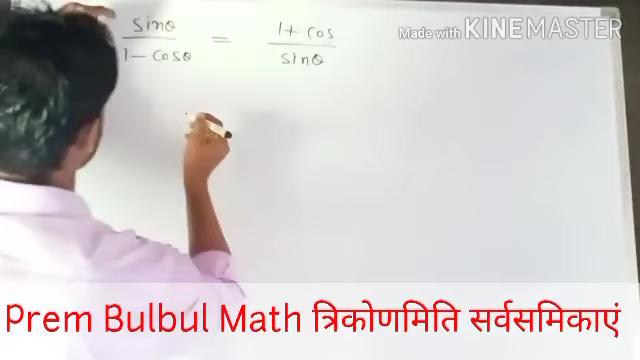 sinθ / 1 - cosθ = 1 + cos / sinθ
Made with KINEMASTER
Prem Bulbul Math त्रिकोणमिति सर्वसमिकाएं